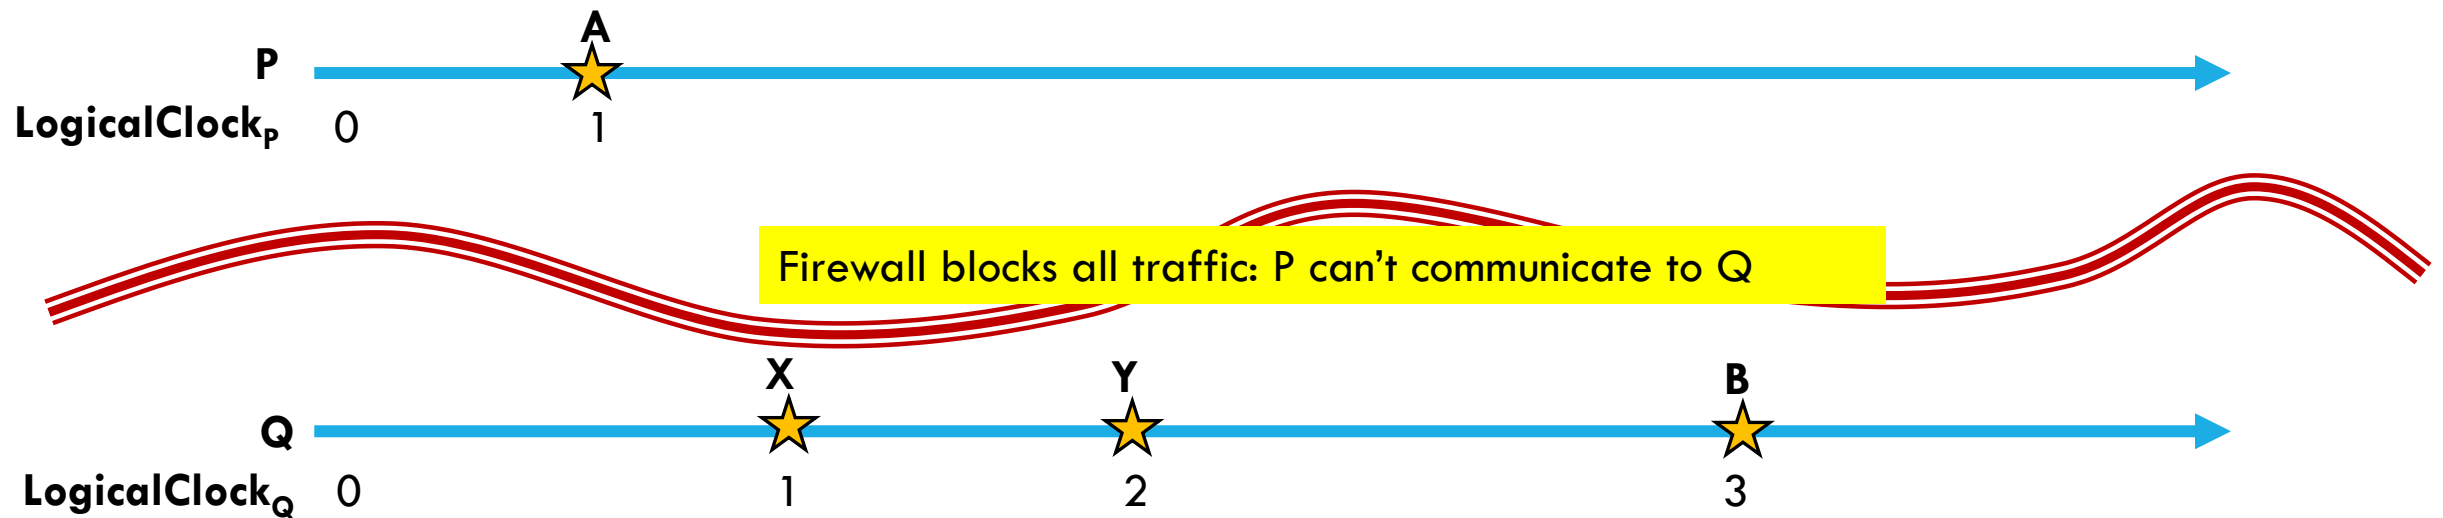 A
P
LogicalClockP 0 1
Firewall blocks all traffic: P can’t communicate to Q
X Y B
Q
LogicalClockQ 0 1 2 3